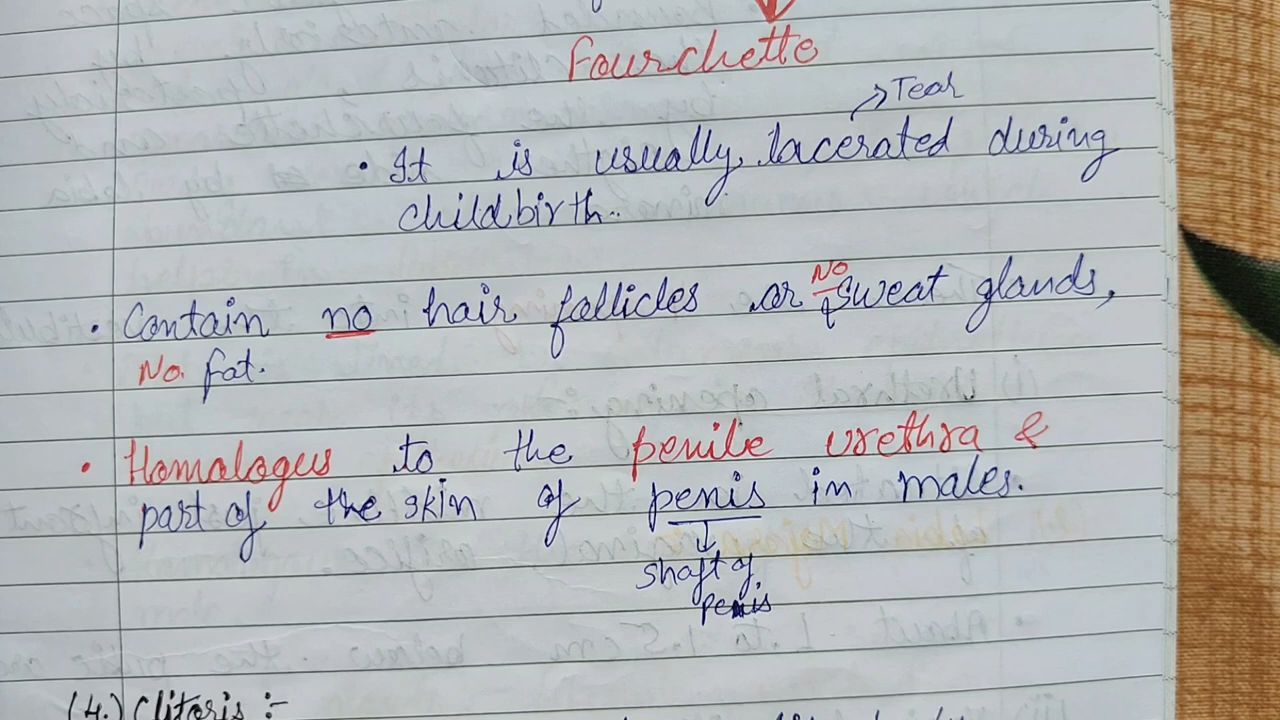 Fourchette
→ Tear
• It is usually lacerated during
childbirth.
No
• Contain no hair follicles or sweat glands,
No fat.
• Homologus to the penile urethra &
part of the skin of penis in males.
↓
shaft of
penis
(4.) Clitoris :-